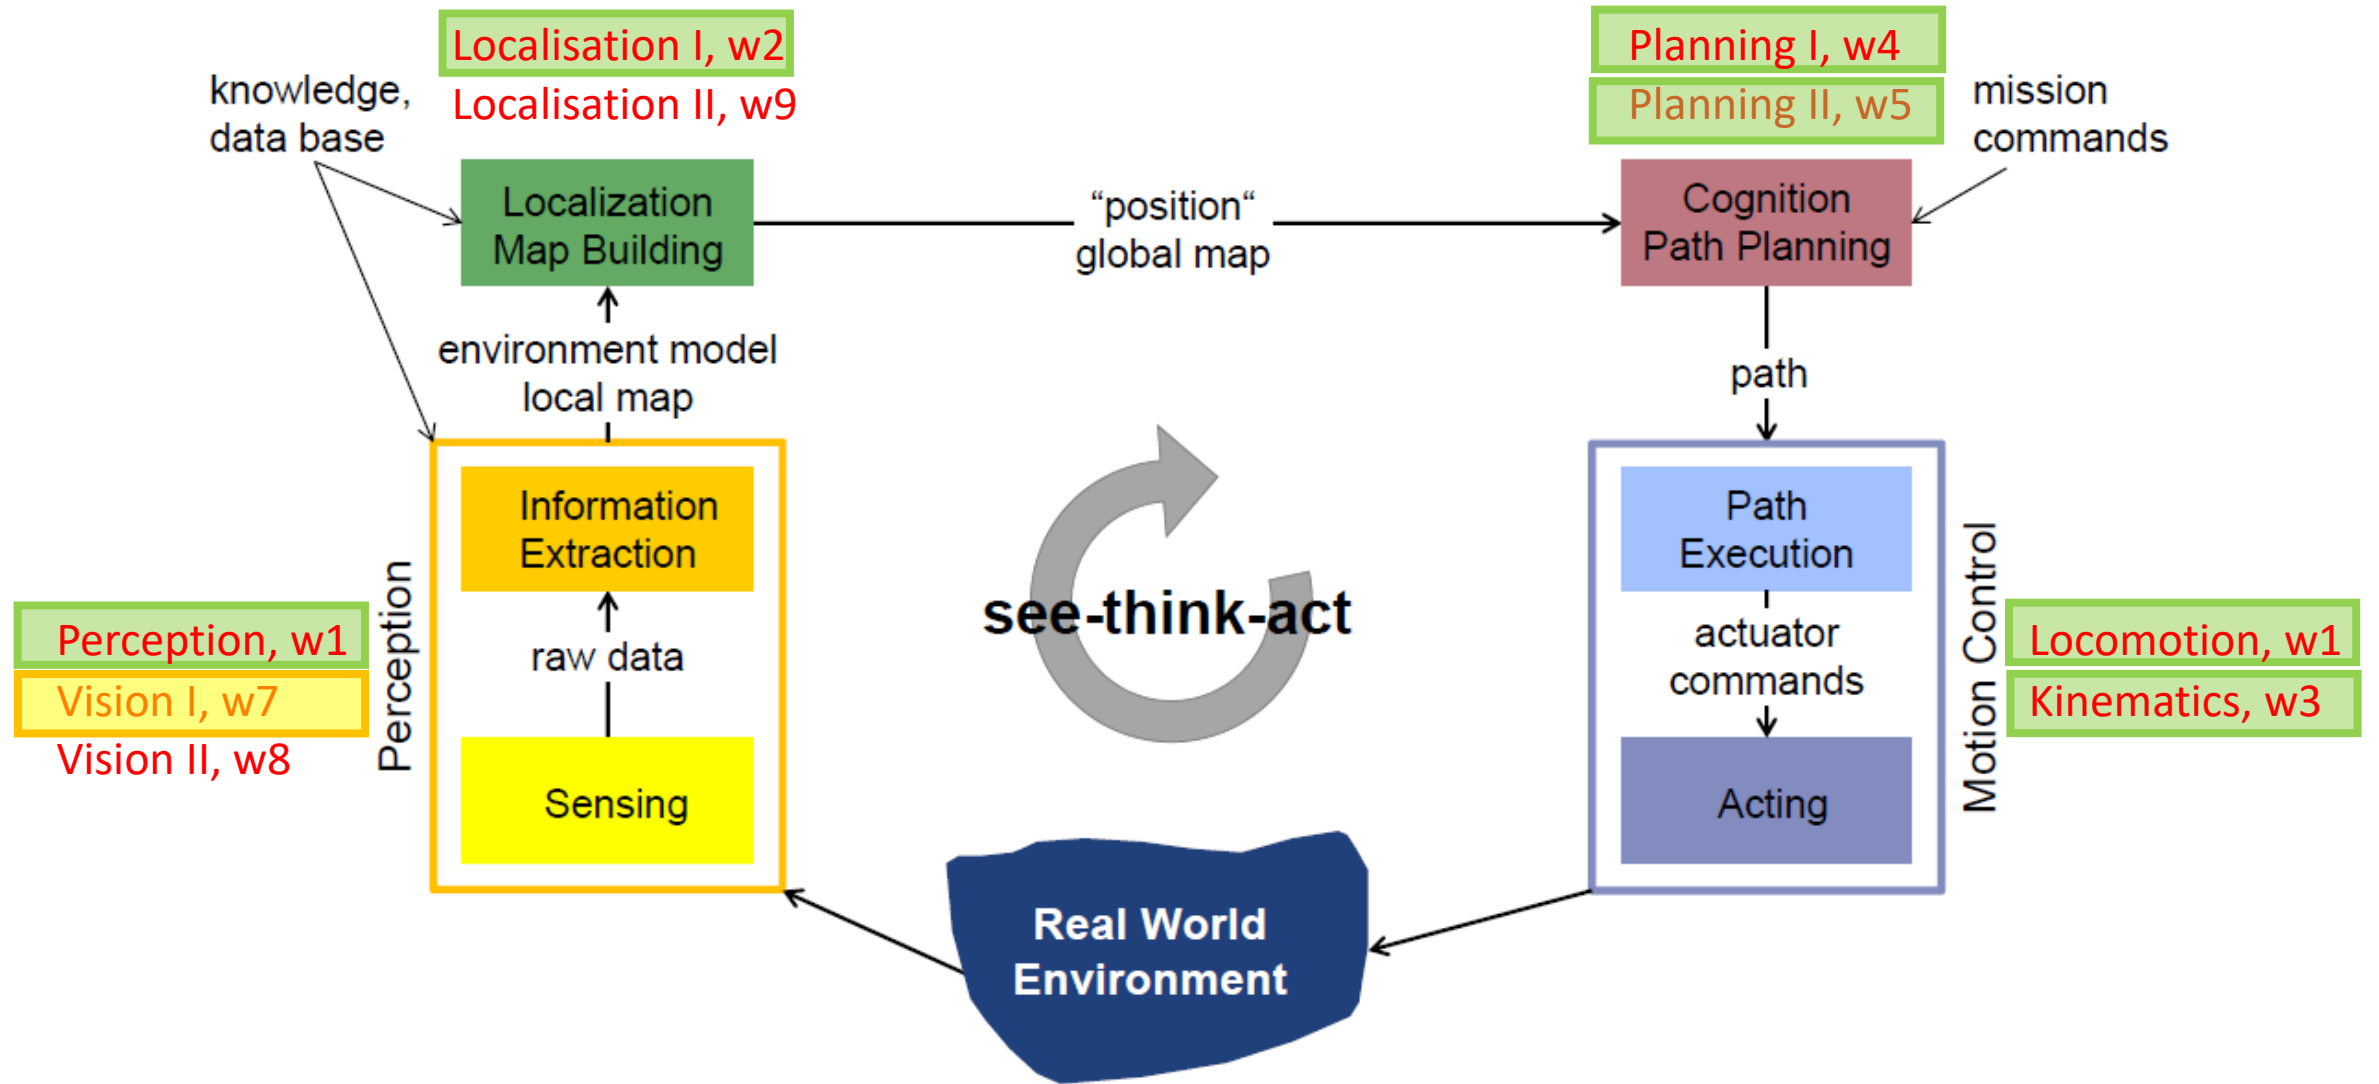 Localisation I, w2
Localisation II, w9
knowledge,
data base
Planning I, w4
Planning II, w5
mission
commands
Localization
Map Building
“position“
global map
Cognition
Path Planning
environment model
local map
path
Information
Extraction
Path
Execution
Perception
Perception, w1
Vision I, w7
Vision II, w8
raw data
see-think-act
actuator
commands
Motion Control
Locomotion, w1
Kinematics, w3
Sensing
Acting
Real World
Environment